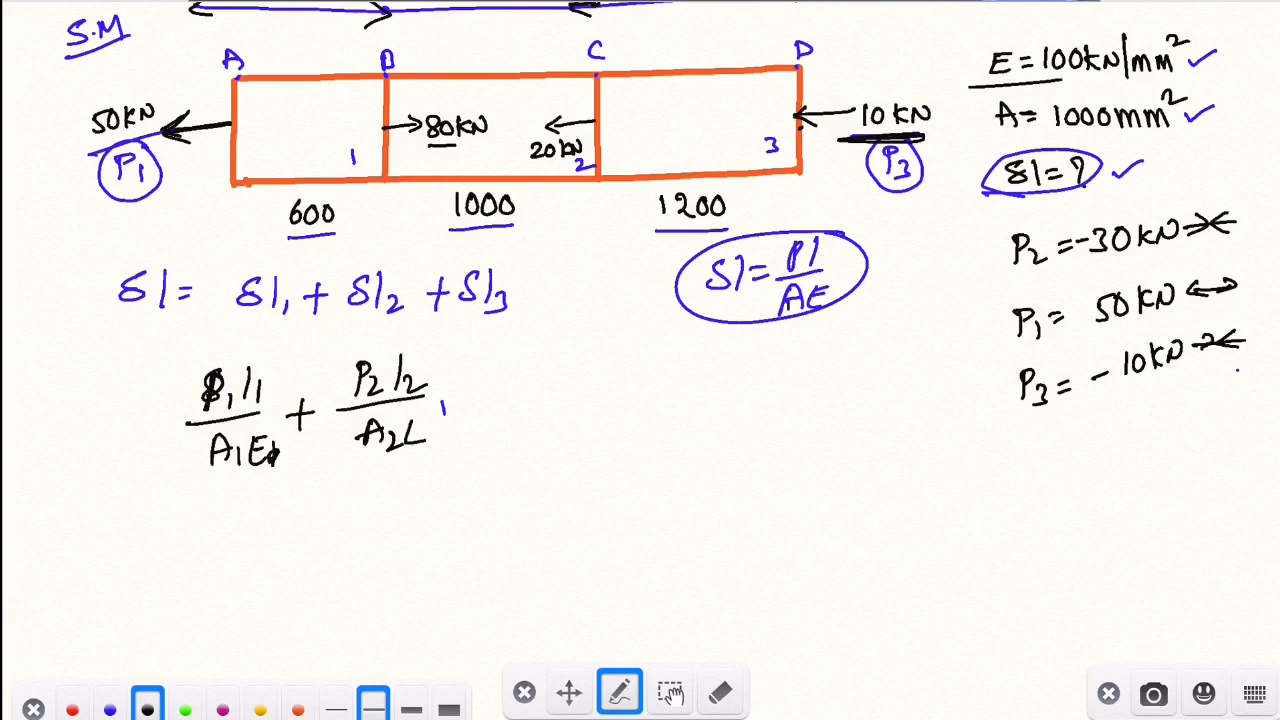 S.M
A B C D
50KN 80KN 20KN 10KN
P1 1 2 3 P3
600 1000 1200
E = 100KN/mm²
A = 1000mm²
δl = ?
P2 = -30KN
P1 = 50KN
P3 = -10KN
δl = δl1 + δl2 + δl3
δl = Pl/AE
P1l1/A1E + P2l2/A2L